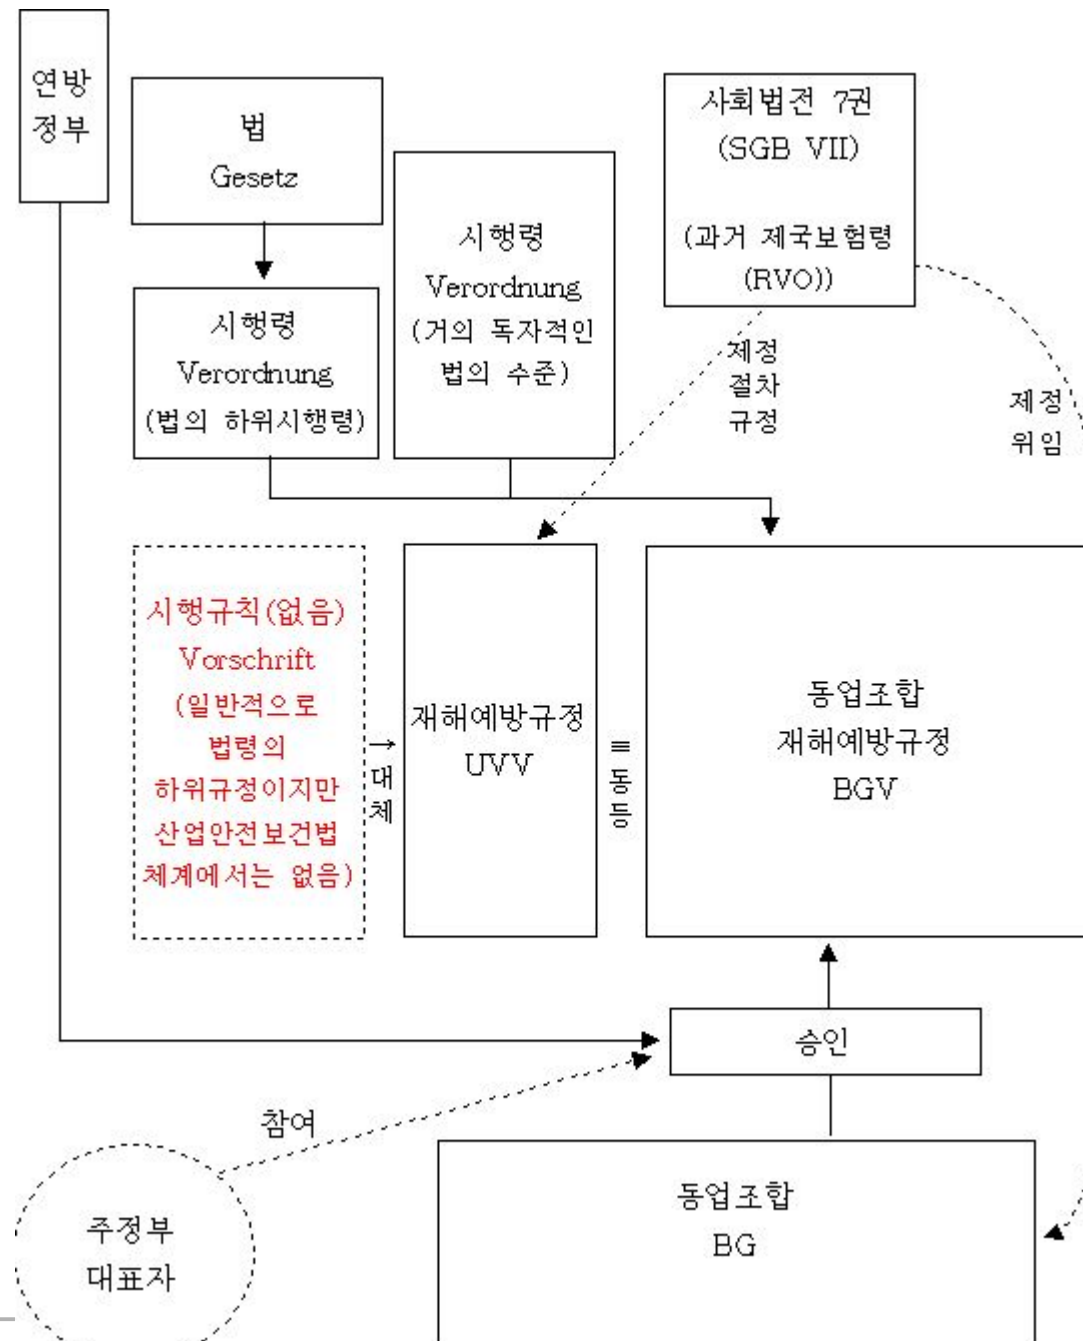 연방
정부
법
Gesetz
시행령
Verordnung
(법의 하위시행령)
시행령
Verordnung
(거의 독자적인
법의 수준)
사회법전 7권
(SGB VII)
(과거 제국보험령
(RVO))
제정
절차
규정
제정
위임
시행규칙(없음)
Vorschrift
(일반적으로
법령의
하위규정이지만
산업안전보건법
체계에서는 없음)
→
대
체
재해예방규정
UVV
≡
동
등
동업조합
재해예방규정
BGV
승인
참여
주정부
대표자
동업조합
BG